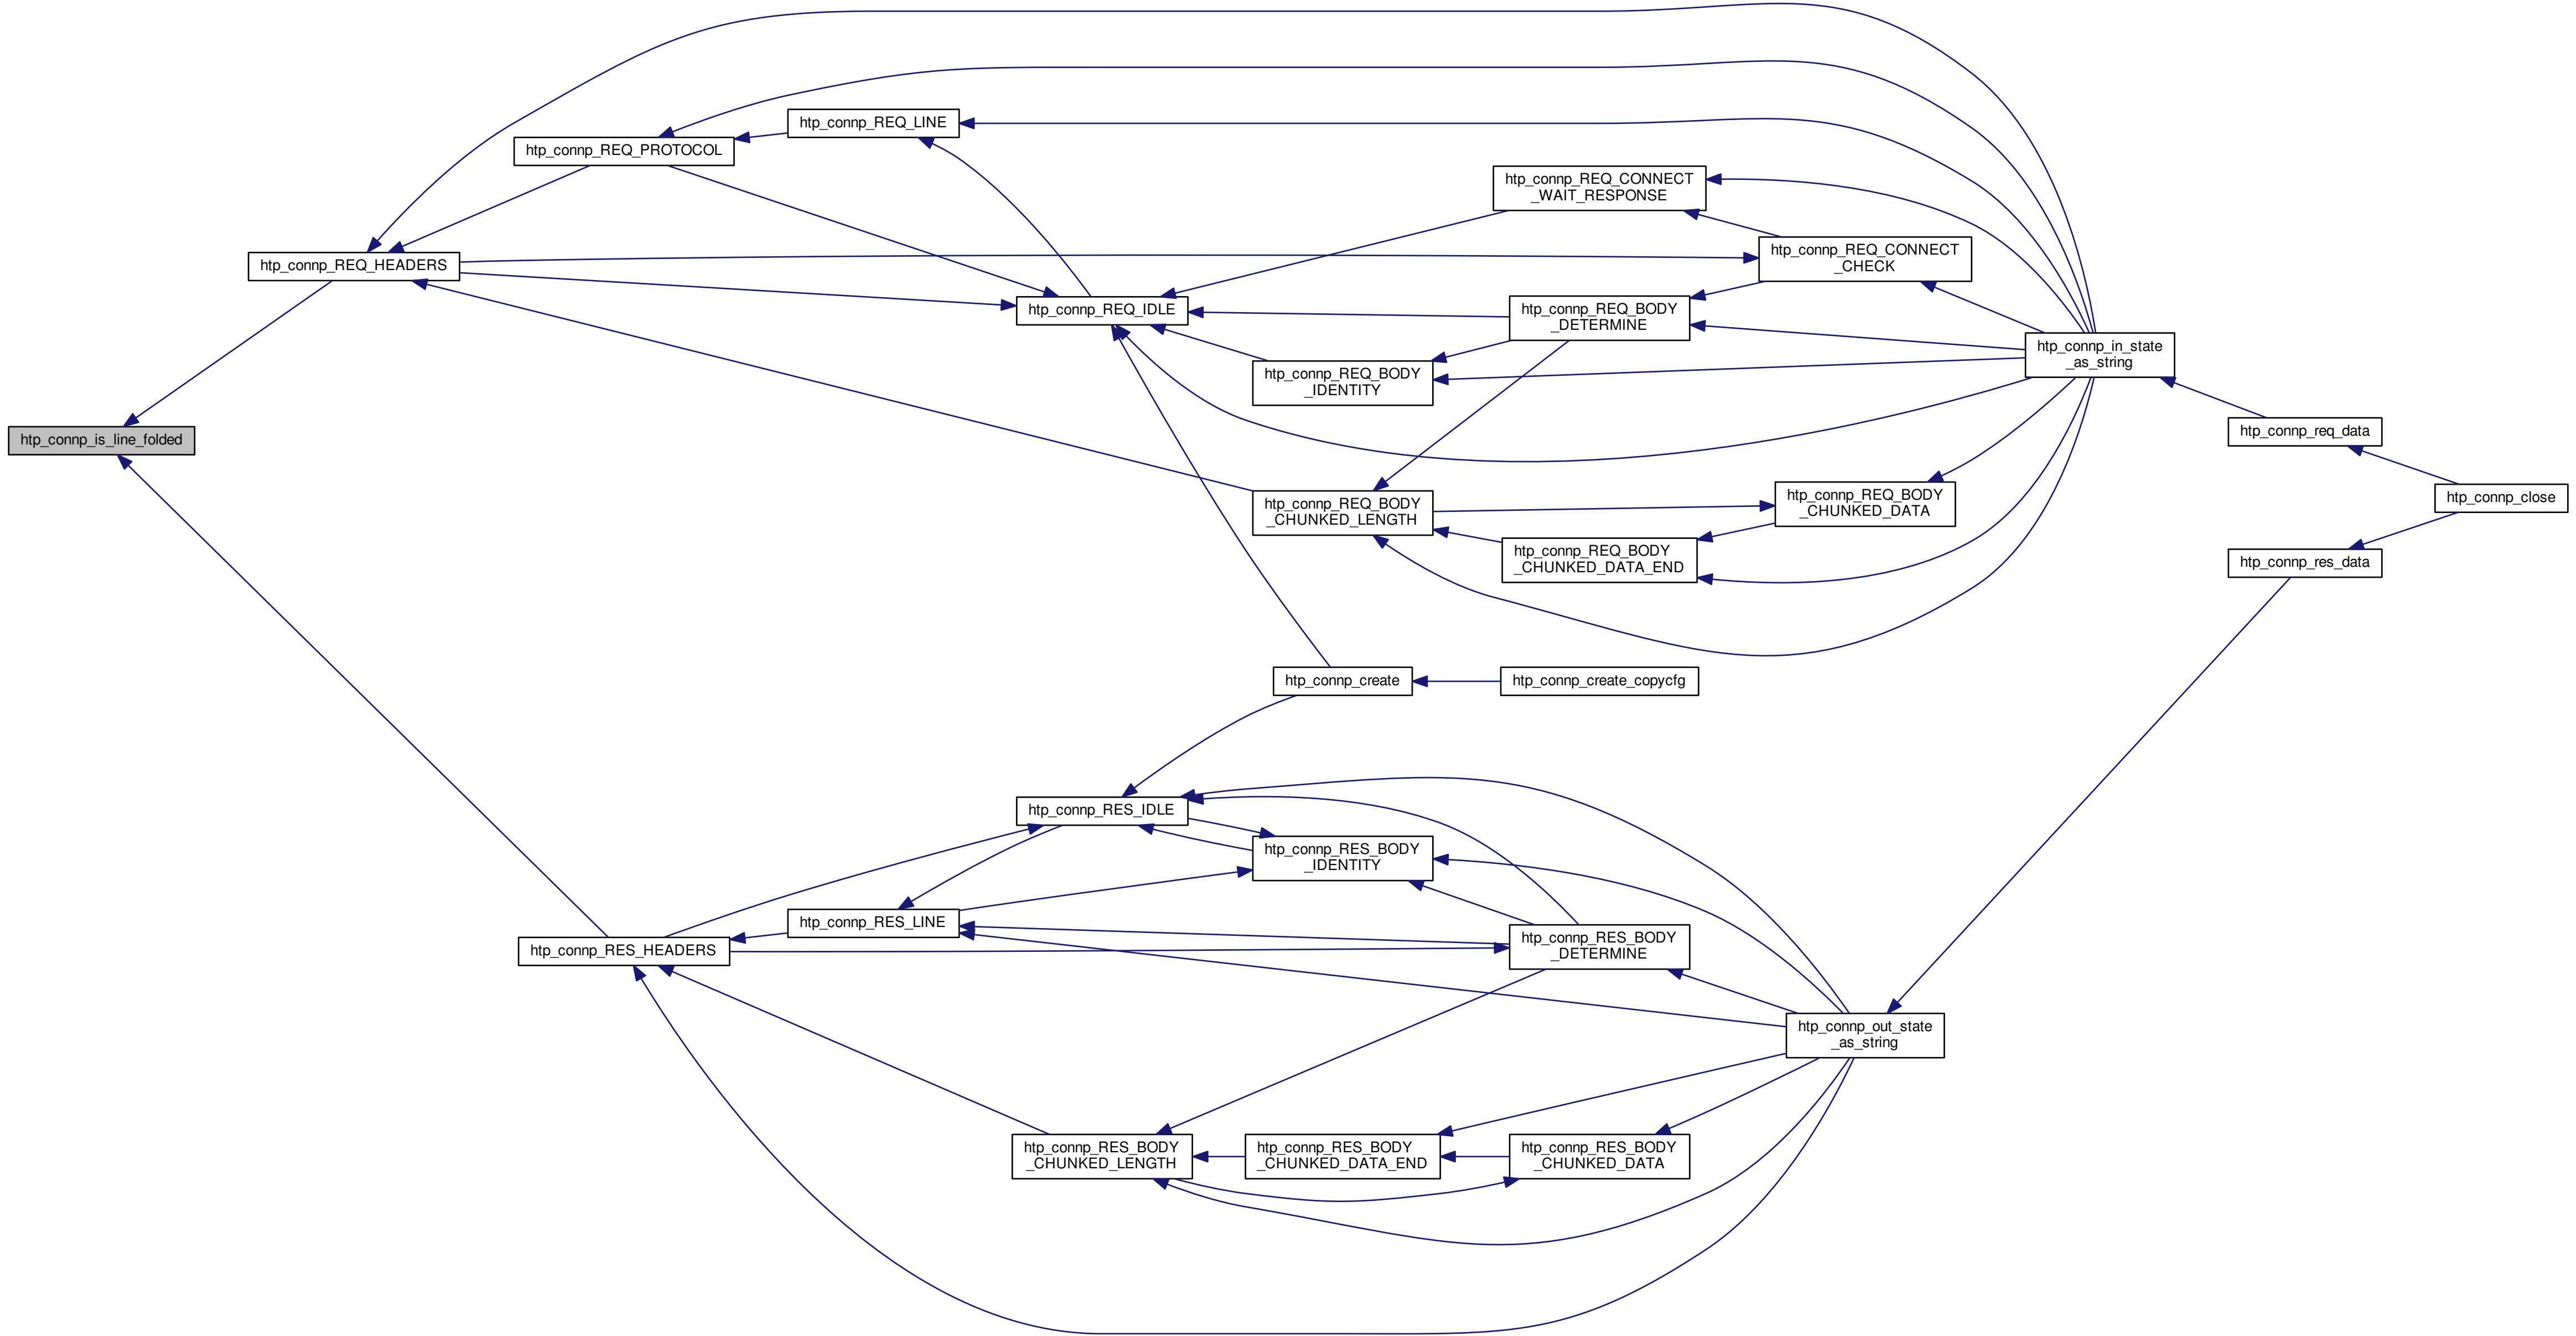 htp_connp_REQ_LINE
htp_connp_REQ_PROTOCOL
htp_connp_REQ_CONNECT
_WAIT_RESPONSE
htp_connp_REQ_CONNECT
_CHECK
htp_connp_REQ_HEADERS
htp_connp_REQ_IDLE
htp_connp_REQ_BODY
_DETERMINE
htp_connp_in_state
_as_string
htp_connp_REQ_BODY
_IDENTITY
htp_connp_req_data
htp_connp_is_line_folded
htp_connp_REQ_BODY
_CHUNKED_LENGTH
htp_connp_REQ_BODY
_CHUNKED_DATA
htp_connp_close
htp_connp_REQ_BODY
_CHUNKED_DATA_END
htp_connp_res_data
htp_connp_create
htp_connp_create_copycfg
htp_connp_RES_IDLE
htp_connp_RES_BODY
_IDENTITY
htp_connp_RES_LINE
htp_connp_RES_HEADERS
htp_connp_RES_BODY
_DETERMINE
htp_connp_out_state
_as_string
htp_connp_RES_BODY
_CHUNKED_LENGTH
htp_connp_RES_BODY
_CHUNKED_DATA_END
htp_connp_RES_BODY
_CHUNKED_DATA